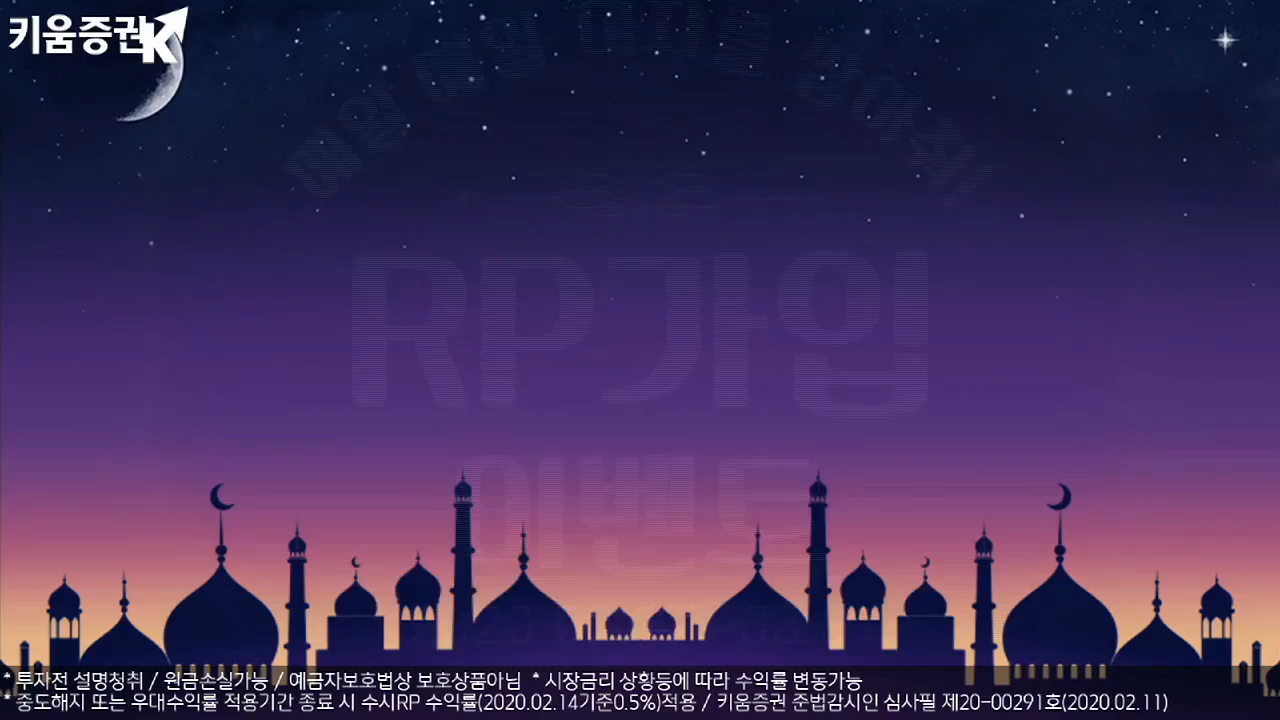 키움증권K
RP가입
이벤트
* 투자전 설명청취 / 원금손실가능 / 예금자보호법상 보호상품아님 * 시장금리 상황등에 따라 수익률 변동가능
* 중도해지 또는 우대수익률 적용기간 종료 시 수시RP 수익률(2020.02.14기준0.5%)적용 / 키움증권 준법감시인 심사필 제20-00291호(2020.02.11)